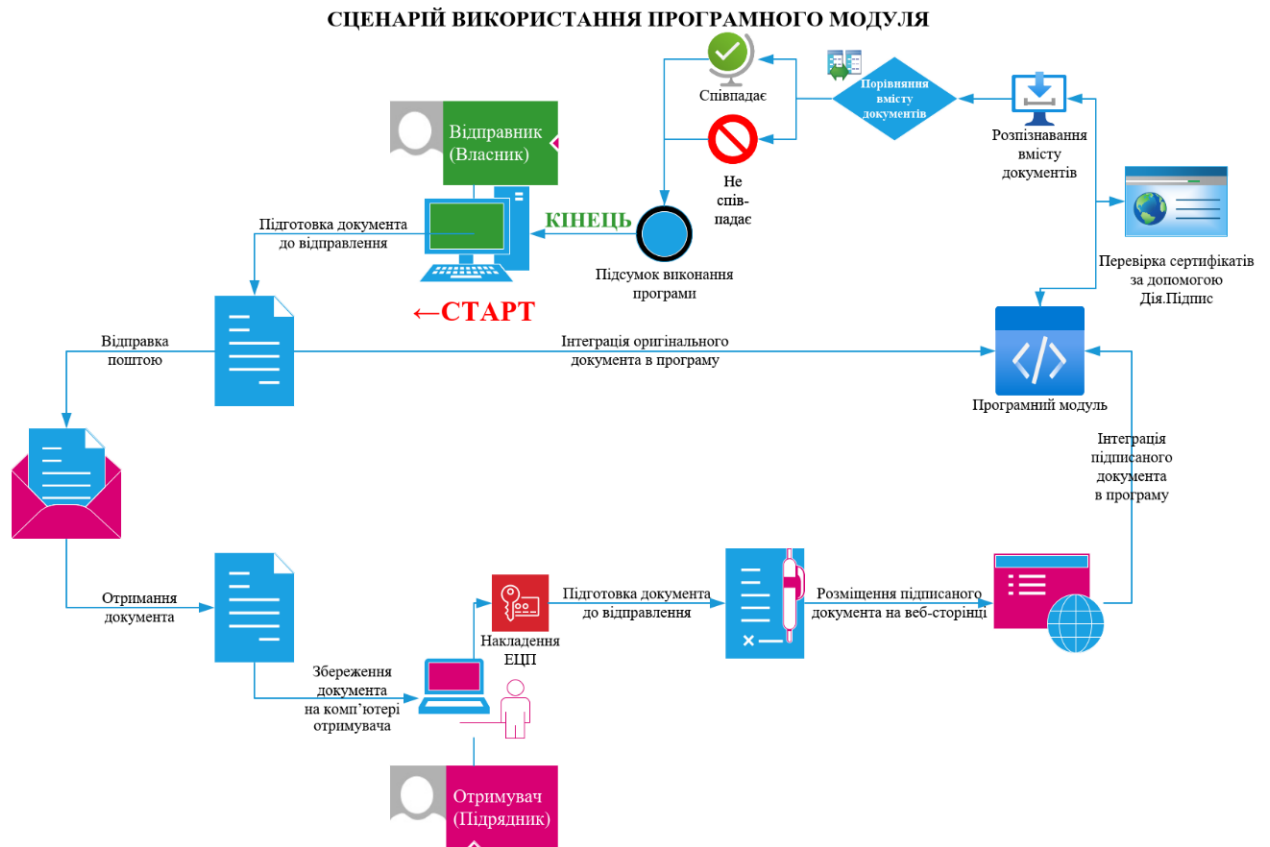 СЦЕНАРІЙ ВИКОРИСТАННЯ ПРОГРАМНОГО МОДУЛЯ
Співпадає
Порівняння
вмісту
документів
Розпізнавання
вмісту
документів
Відправник
(Власник)
Не
спів-
падає
Підготовка документа
до відправлення
КІНЕЦЬ
Підсумок виконання
програми
Перевірка сертифікатів
за допомогою
Дія.Підпис
←СТАРТ
Відправка
поштою
Інтеграція оригінального
документа в програму
</>
Програмний модуль
Інтеграція
підписаного
документа
в програму
Отримання
документа
Підготовка документа
до відправлення
Розміщення підписаного
документа на веб-сторінці
Накладення
ЕЦП
Збереження
документа
на комп’ютері
отримувача
Отримувач
(Підрядник)